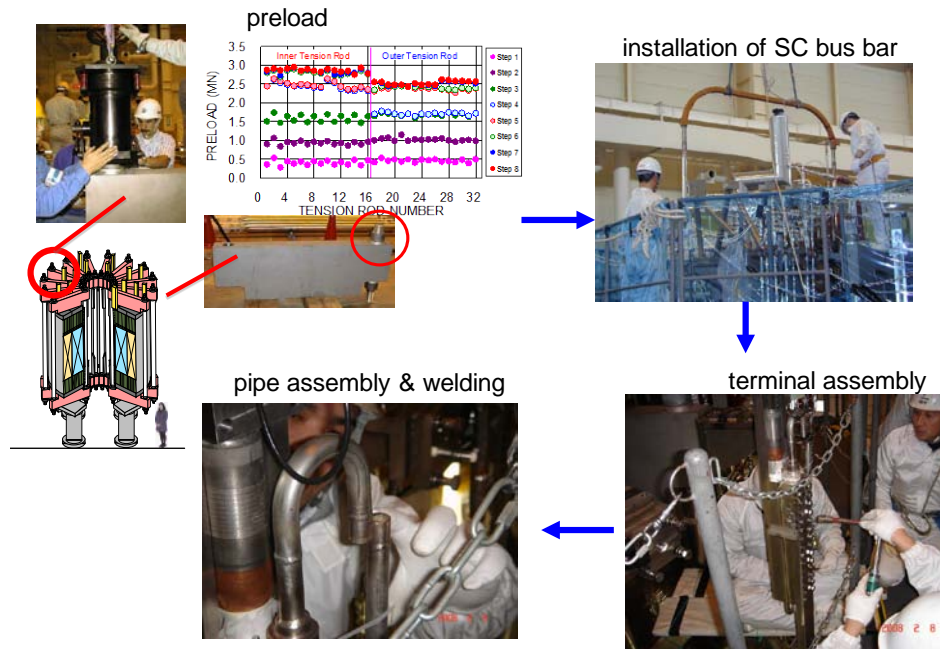 preload
3.5
3.0
2.5
2.0
1.5
1.0
0.5
0.0
PRELOAD (MN)
Inner Tension Rod
Outer Tension Rod
0 4 8 12 16 20 24 28 32
TENSION ROD NUMBER
Step 1
Step 2
Step 3
Step 4
Step 5
Step 6
Step 7
Step 8
installation of SC bus bar
pipe assembly & welding
terminal assembly
2008 2 8